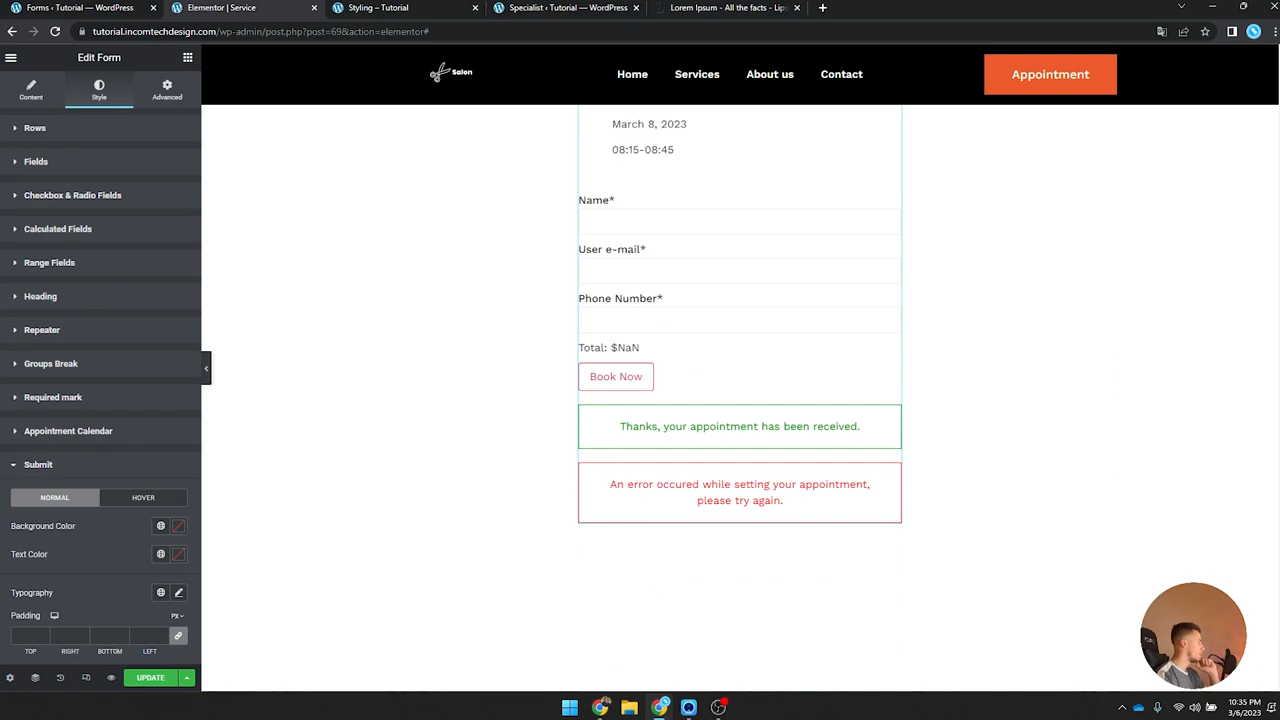 Forms ‹ Tutorial — WordPress
Elementor | Service
Styling – Tutorial
Specialist ‹ Tutorial — WordPress
Lorem Ipsum - All the facts - Lips
tutorial.incomtechdesign.com/wp-admin/post.php?post=69&action=elementor#
Edit Form
Content
Style
Advanced
Rows
Fields
Checkbox & Radio Fields
Calculated Fields
Range Fields
Heading
Repeater
Groups Break
Required mark
Appointment Calendar
Submit
NORMAL
HOVER
Background Color
Text Color
Typography
Padding
PX
TOP
RIGHT
BOTTOM
LEFT
UPDATE
Salon
Home
Services
About us
Contact
Appointment
March 8, 2023
08:15-08:45
Name*
User e-mail*
Phone Number*
Total: $NaN
Book Now
Thanks, your appointment has been received.
An error occured while setting your appointment,
please try again.
10:35 PM
3/6/2023